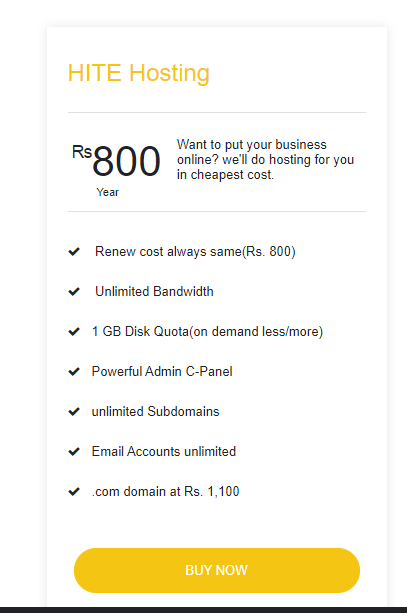 HITE Hosting
Rs800
Year
Want to put your business
online? we'll do hosting for you
in cheapest cost.
Renew cost always same(Rs. 800)
Unlimited Bandwidth
1 GB Disk Quota(on demand less/more)
Powerful Admin C-Panel
unlimited Subdomains
Email Accounts unlimited
.com domain at Rs. 1,100
BUY NOW